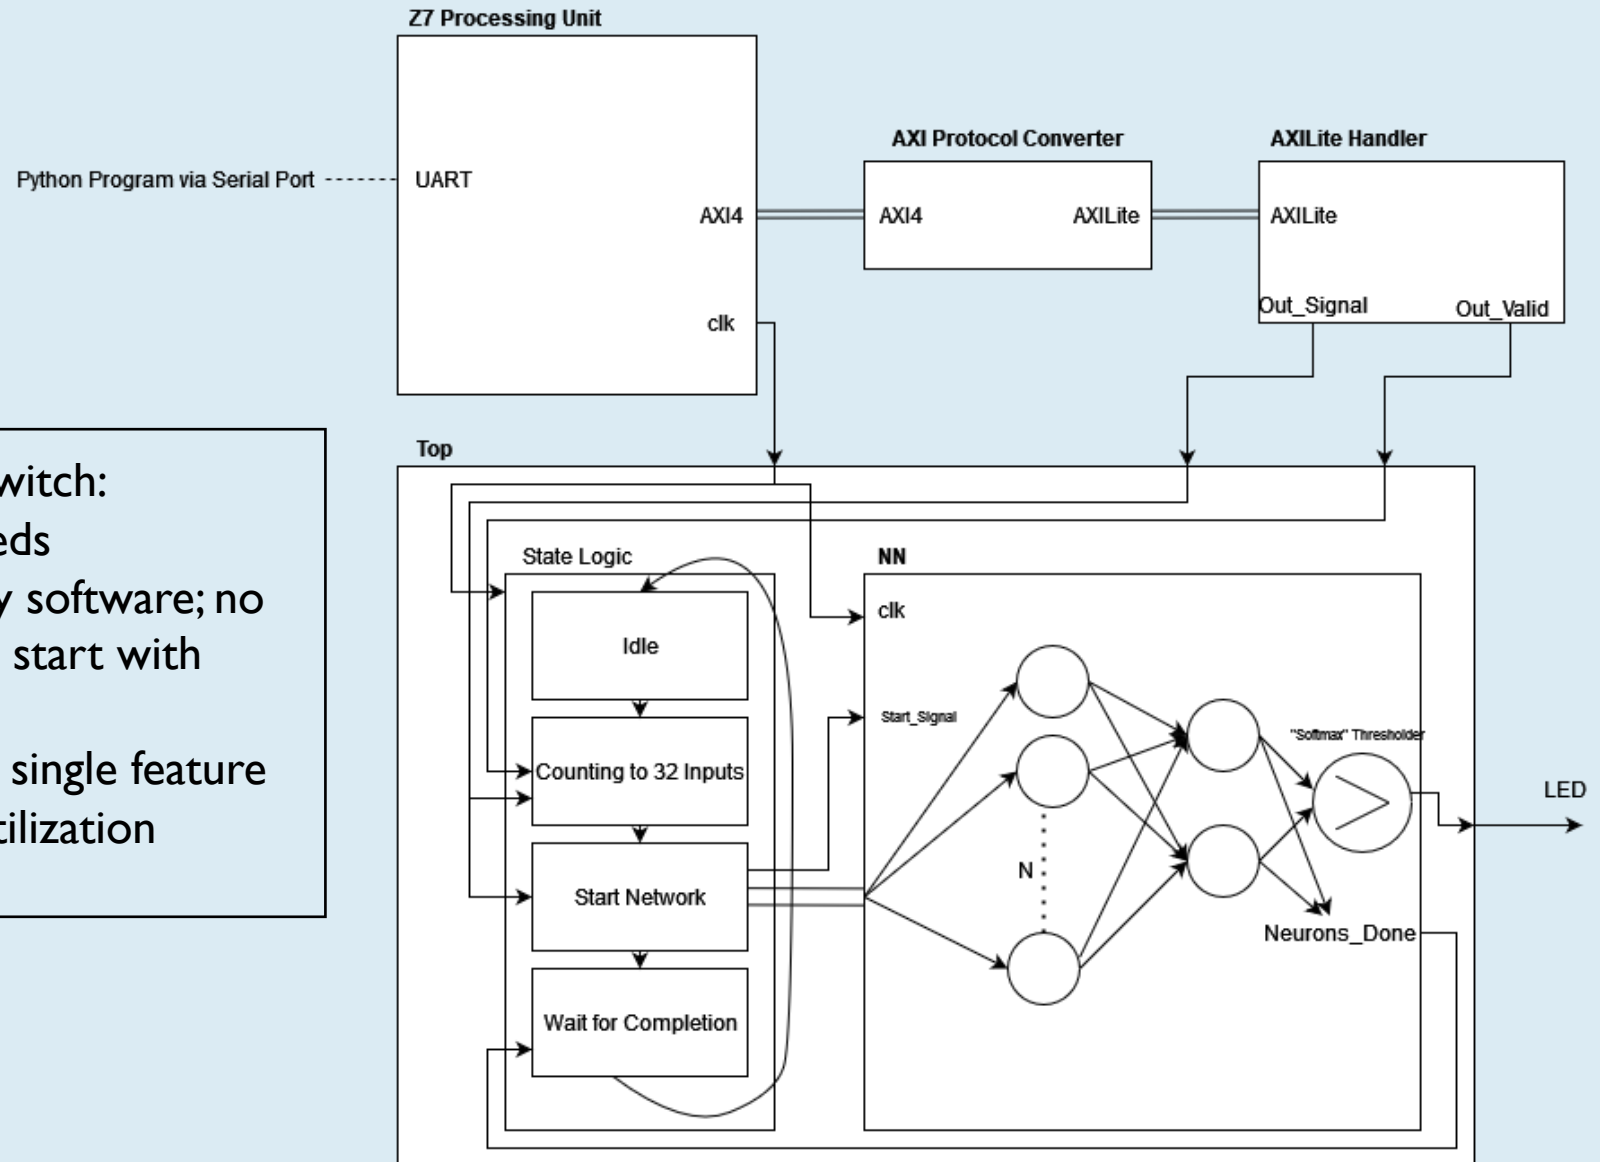 Z7 Processing Unit
Python Program via Serial Port
UART
AXI4
clk
AXI Protocol Converter
AXI4
AXILite
AXILite Handler
AXILite
Out_Signal
Out_Valid
witch:
eds
y software; no
start with
single feature
tilization
Top
State Logic
Idle
Counting to 32 Inputs
Start Network
Wait for Completion
NN
clk
Start_Signal
N
"Softmax" Thresholder
Neurons_Done
LED